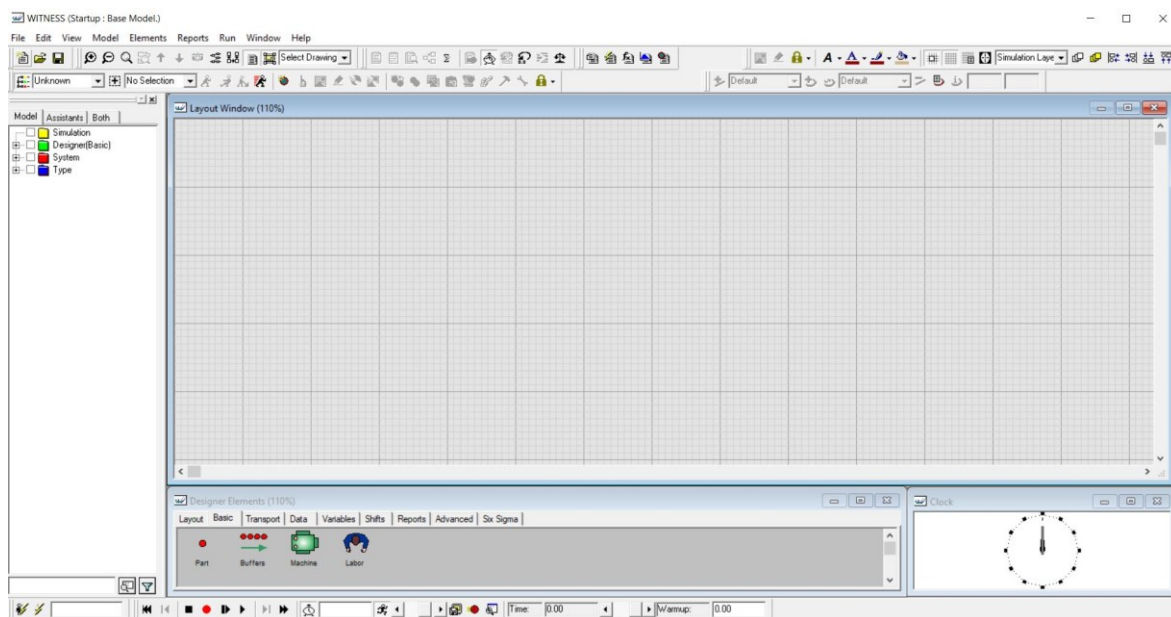 WITNESS (Startup : Base Model.)
File Edit View Model Elements Reports Run Window Help
Select Drawing Simulation Laye
Unknown No Selection Default Default
Model Assistants Both
Simulation
Designer(Basic)
System
Type
Layout Window (110%)
Designer Elements (110%)
Layout Basic Transport Data Variables Shifts Reports Advanced Six Sigma
Part Buffers Machine Labor
Clock
Time: 0.00 Warmup: 0.00